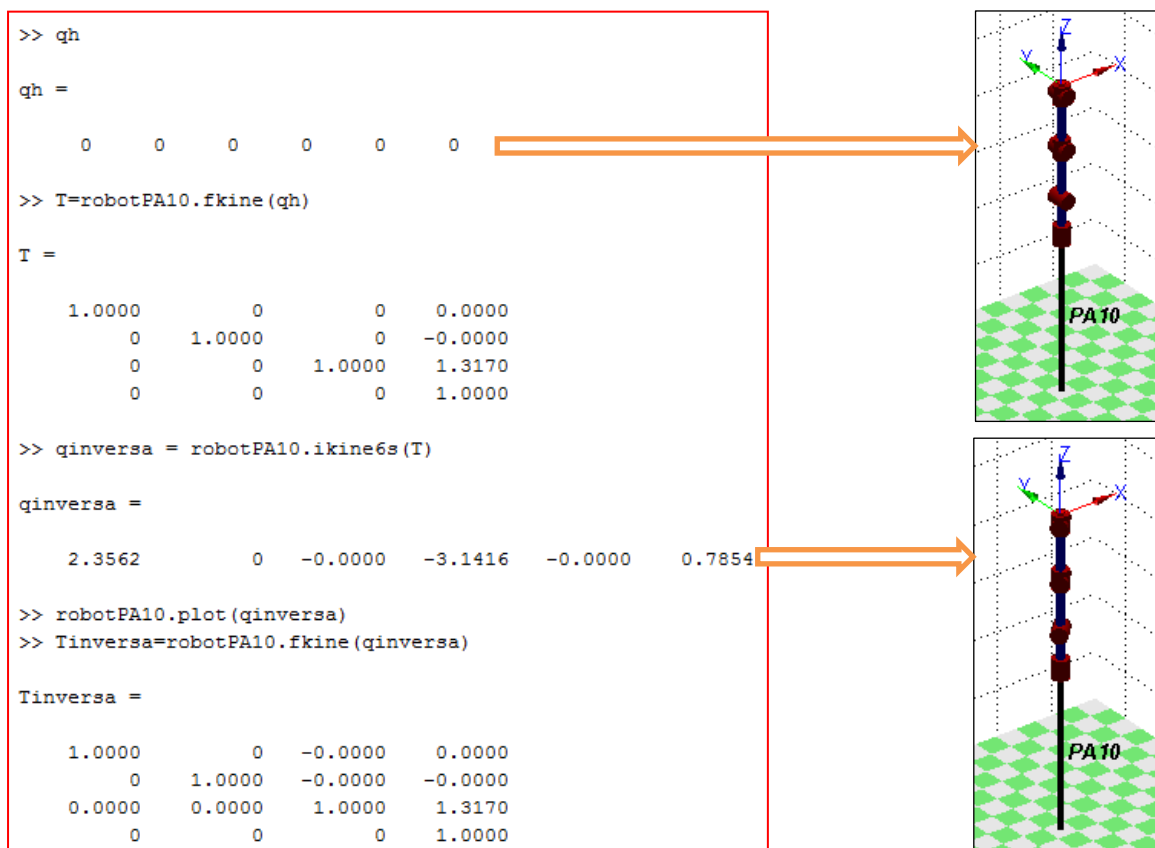 >> qh
qh =
0 0 0 0 0 0
>> T=robotPA10.fkine(qh)
T =
1.0000 0 0 0.0000
0 1.0000 0 -0.0000
0 0 1.0000 1.3170
0 0 0 1.0000
>> qinversa = robotPA10.ikine6s(T)
qinversa =
2.3562 0 -0.0000 -3.1416 -0.0000 0.7854
>> robotPA10.plot(qinversa)
>> Tinversa=robotPA10.fkine(qinversa)
Tinversa =
1.0000 0 -0.0000 0.0000
0 1.0000 -0.0000 -0.0000
0.0000 0.0000 1.0000 1.3170
0 0 0 1.0000
Z
Y X
PA10
Z
Y X
PA10